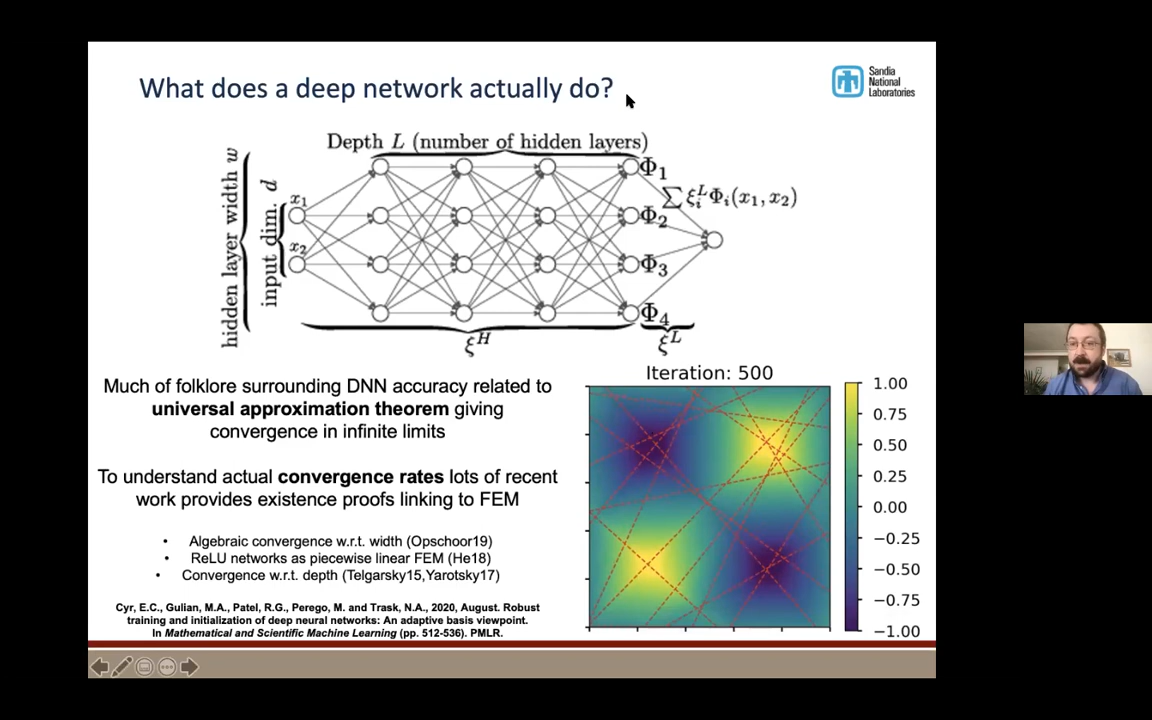 What does a deep network actually do?
Sandia
National
Laboratories
Depth L (number of hidden layers)
hidden layer width w
input dim. d
x₁
x₂
Φ₁
Φ₂
Φ₃
Φ₄
∑ξᵢᴸΦᵢ(x₁, x₂)
ξᴴ
ξᴸ
Much of folklore surrounding DNN accuracy related to
universal approximation theorem giving
convergence in infinite limits
To understand actual convergence rates lots of recent
work provides existence proofs linking to FEM
• Algebraic convergence w.r.t. width (Opschoor19)
• ReLU networks as piecewise linear FEM (He18)
• Convergence w.r.t. depth (Telgarsky15,Yarotsky17)
Cyr, E.C., Gulian, M.A., Patel, R.G., Perego, M. and Trask, N.A., 2020, August. Robust
training and initialization of deep neural networks: An adaptive basis viewpoint.
In Mathematical and Scientific Machine Learning (pp. 512-536). PMLR.
Iteration: 500
1.00
0.75
0.50
0.25
0.00
−0.25
−0.50
−0.75
−1.00